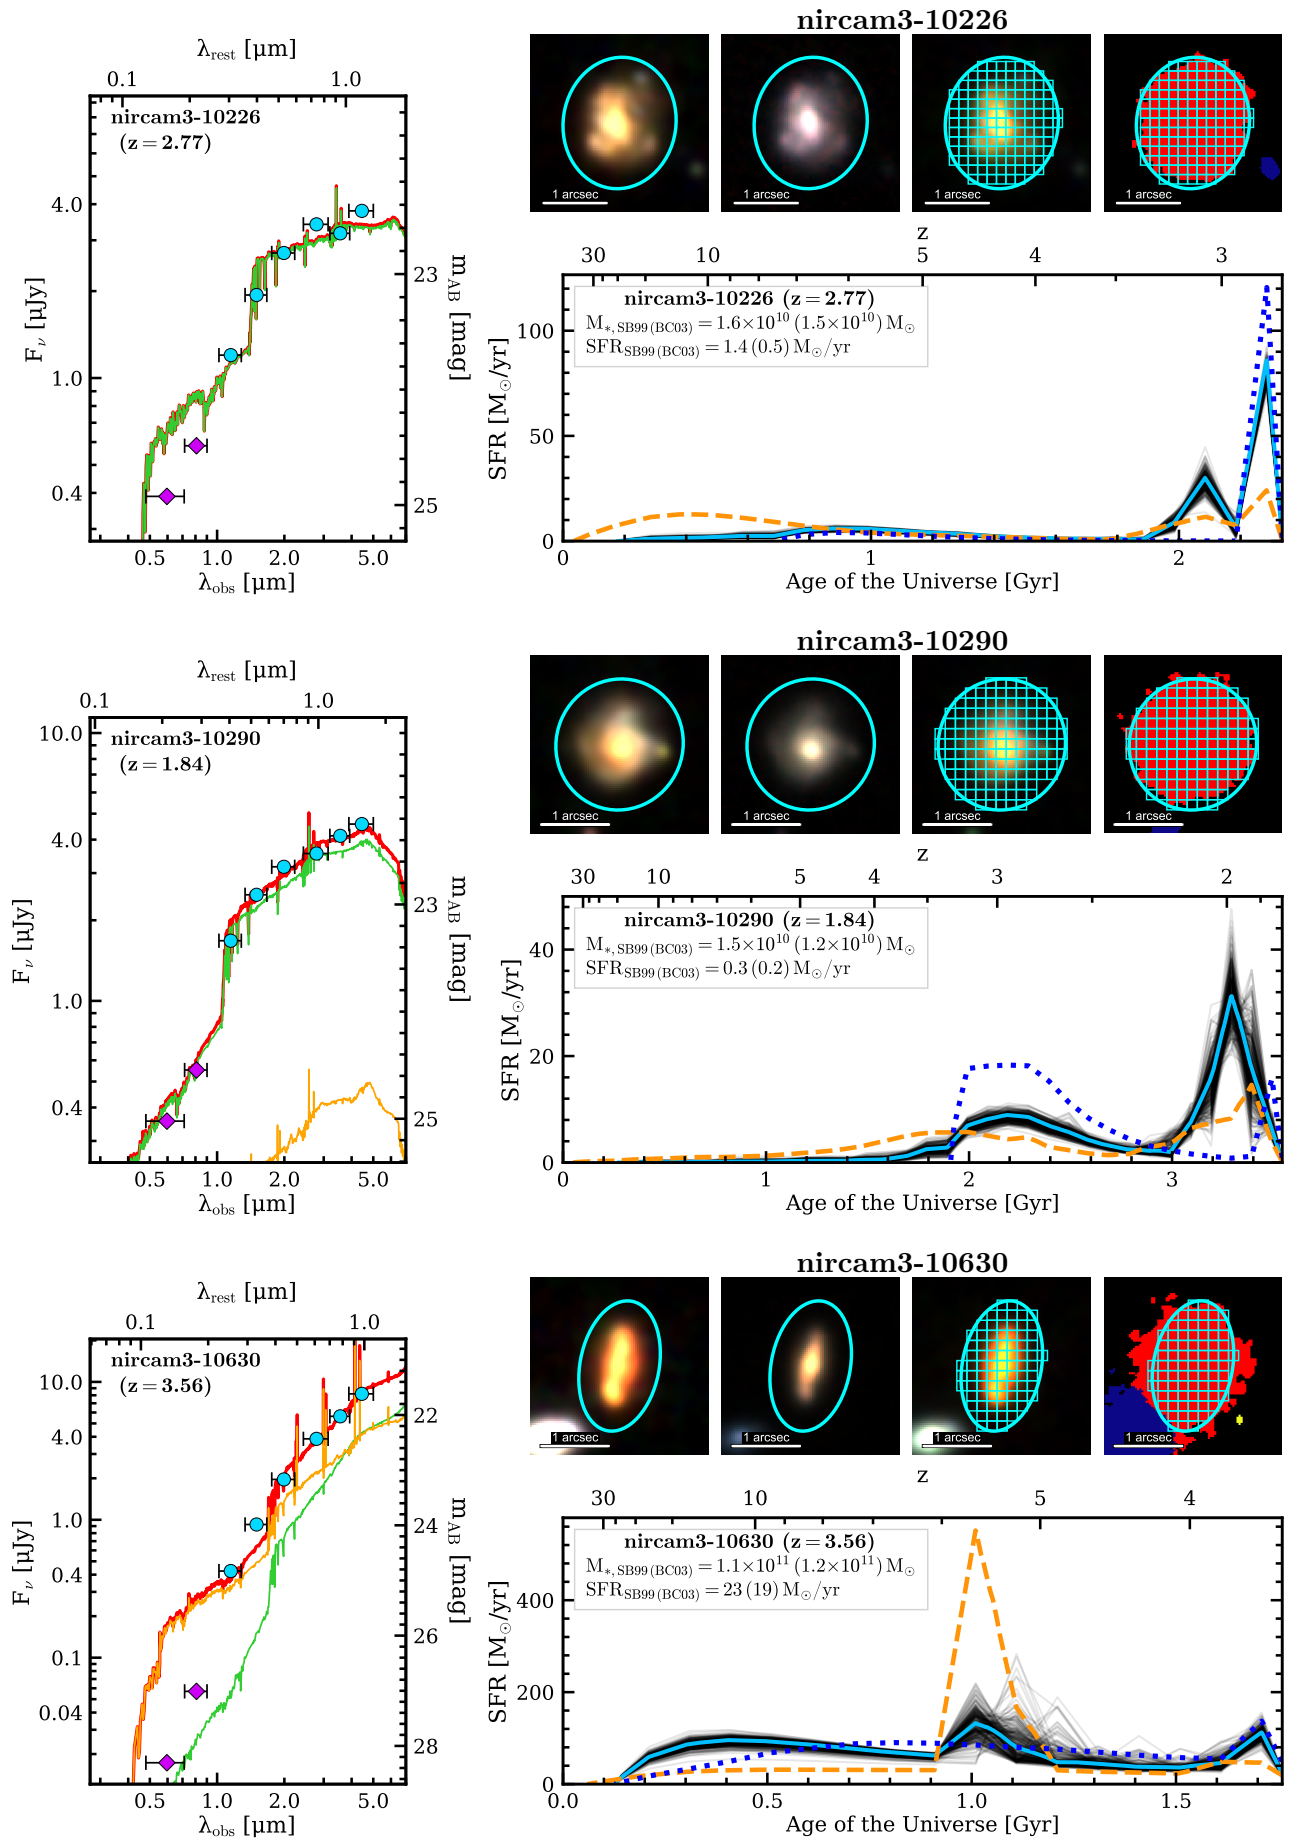 nircam3-10226
λrest [µm]
0.1 1.0
nircam3-10226
(z = 2.77)
1 arcsec 1 arcsec 1 arcsec 1 arcsec
z
30 10 5 4 3
4.0
1.0
0.4
Fν [µJy]
23
25
mAB [mag]
0.5 1.0 2.0 5.0
λobs [µm]
nircam3-10226 (z = 2.77)
M*,SB99 (BC03) = 1.6×10^10 (1.5×10^10) M⊙
SFRSB99 (BC03) = 1.4 (0.5) M⊙/yr
100
50
0
SFR [M⊙/yr]
0 1 2
Age of the Universe [Gyr]
nircam3-10290
λrest [µm]
0.1 1.0
nircam3-10290
(z = 1.84)
1 arcsec 1 arcsec 1 arcsec 1 arcsec
z
30 10 5 4 3 2
10.0
4.0
1.0
0.4
Fν [µJy]
23
25
mAB [mag]
0.5 1.0 2.0 5.0
λobs [µm]
nircam3-10290 (z = 1.84)
M*,SB99 (BC03) = 1.5×10^10 (1.2×10^10) M⊙
SFRSB99 (BC03) = 0.3 (0.2) M⊙/yr
40
20
0
SFR [M⊙/yr]
1 2 3
Age of the Universe [Gyr]
nircam3-10630
λrest [µm]
0.1 1.0
nircam3-10630
(z = 3.56)
1 arcsec 1 arcsec 1 arcsec 1 arcsec
z
30 10 5 4
10.0
4.0
1.0
0.4
0.1
0.04
Fν [µJy]
22
24
26
28
mAB [mag]
0.5 1.0 2.0 5.0
λobs [µm]
nircam3-10630 (z = 3.56)
M*,SB99 (BC03) = 1.1×10^11 (1.2×10^11) M⊙
SFRSB99 (BC03) = 23 (19) M⊙/yr
400
200
0
SFR [M⊙/yr]
0.0 0.5 1.0 1.5
Age of the Universe [Gyr]